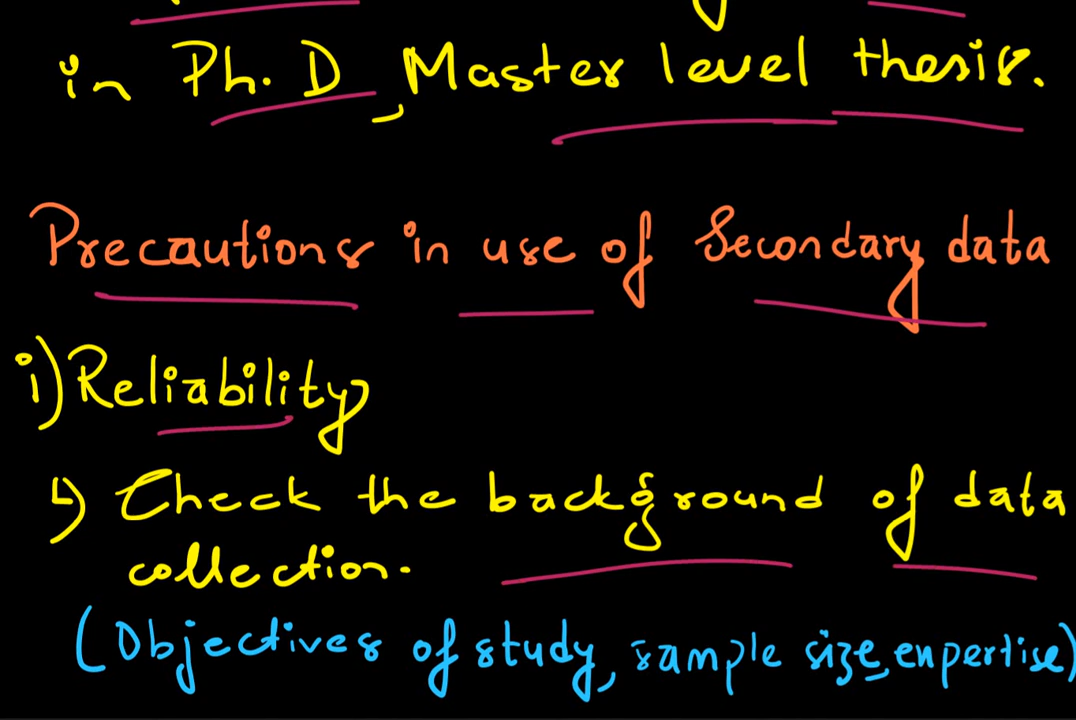 in Ph. D, Master level thesis.
Precautions in use of Secondary data
i) Reliability
↳) Check the background of data
collection.
(Objectives of study, sample size, expertise)